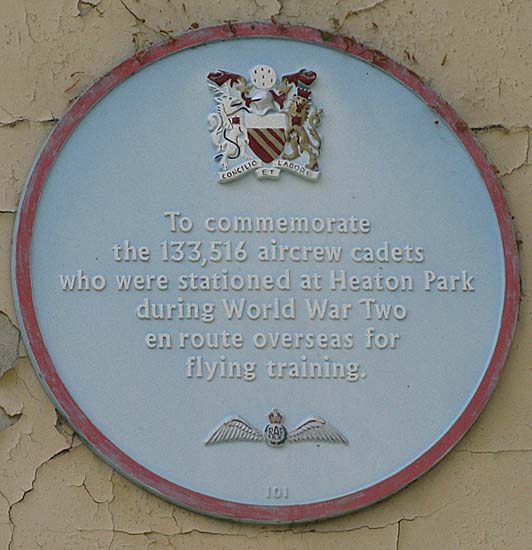 CONCILIO ET LABORE
To commemorate
the 133,516 aircrew cadets
who were stationed at Heaton Park
during World War Two
en route overseas for
flying training.
RAF
101